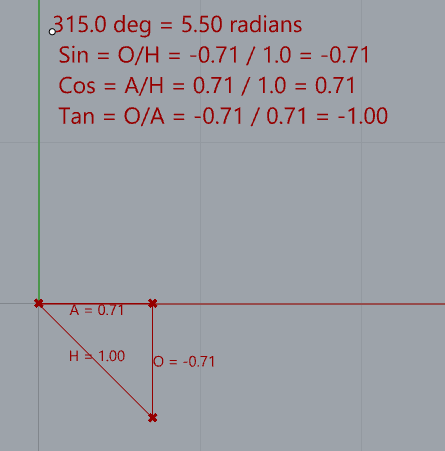 315.0 deg = 5.50 radians
Sin = O/H = -0.71 / 1.0 = -0.71
Cos = A/H = 0.71 / 1.0 = 0.71
Tan = O/A = -0.71 / 0.71 = -1.00
A = 0.71
H = 1.00
O = -0.71